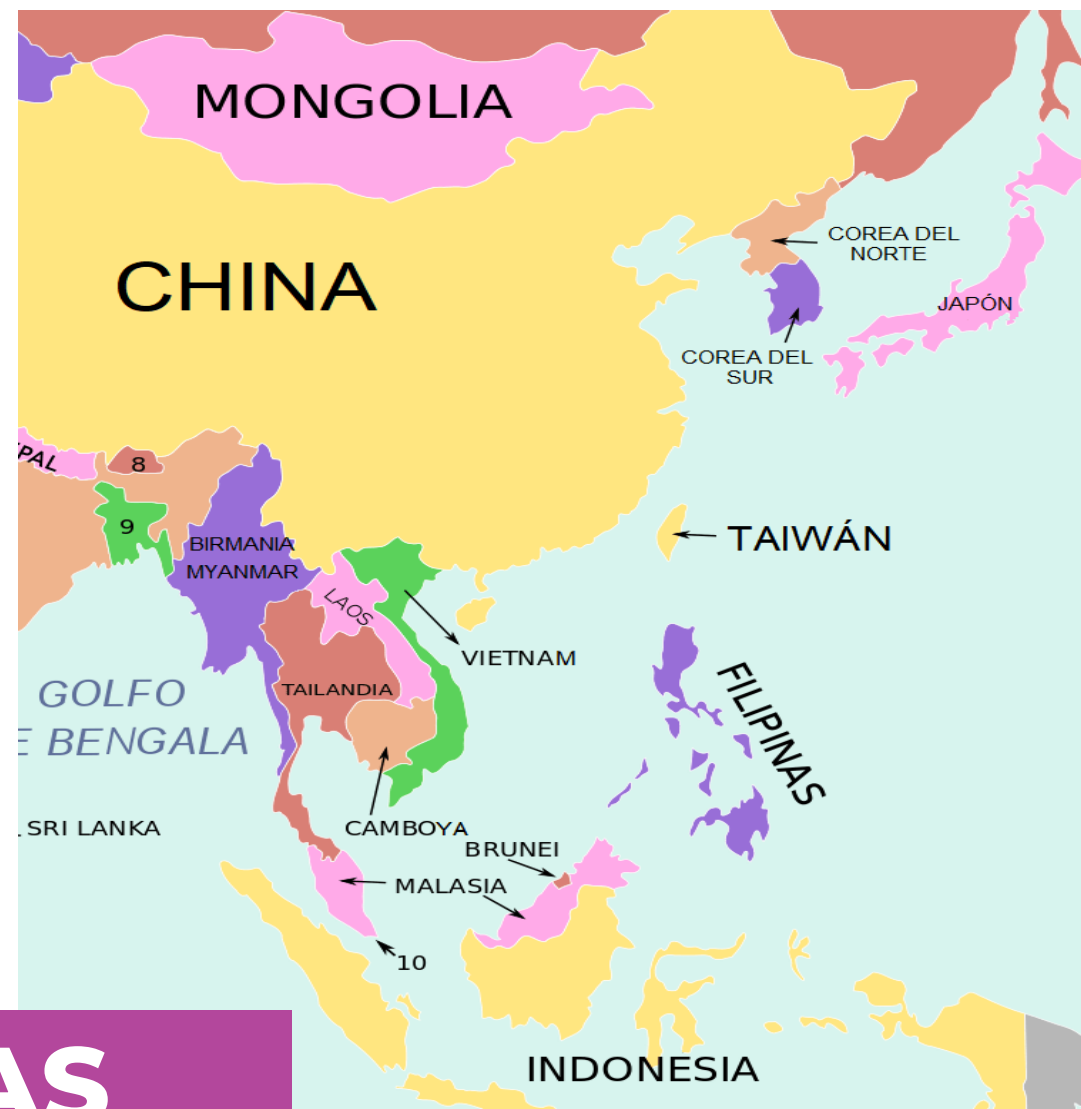 MONGOLIA
CHINA
COREA DEL
NORTE
JAPÓN
COREA DEL
SUR
PAL
8
9
TAIWÁN
BIRMANIA
MYANMAR
LAOS
VIETNAM
TAILANDIA
GOLFO
E BENGALA
FILIPINAS
SRI LANKA
CAMBOYA
BRUNEI
MALASIA
10
INDONESIA
AS